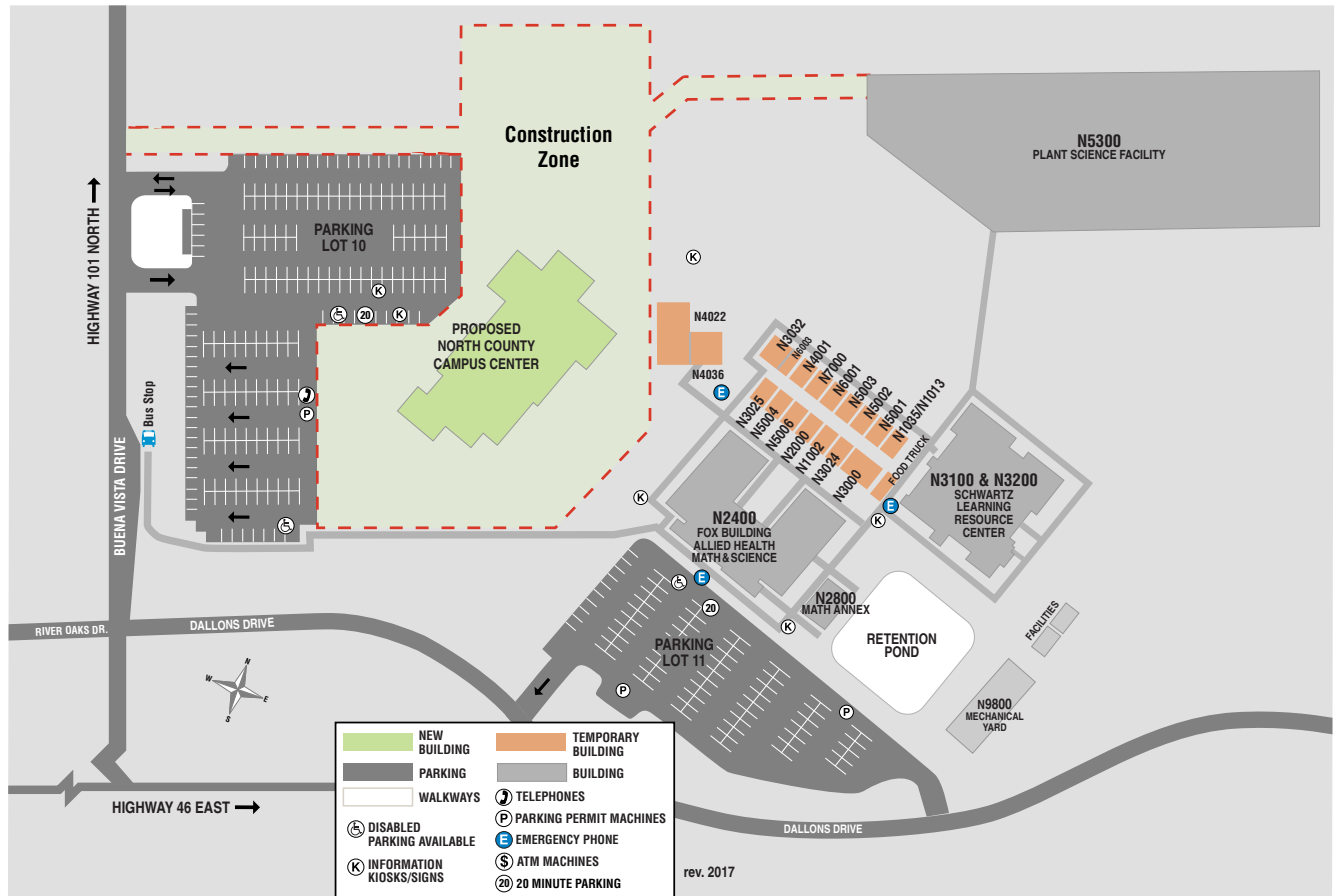 Construction
Zone
N5300
PLANT SCIENCE FACILITY
HIGHWAY 101 NORTH
PARKING
LOT 10
K
K
20
K
PROPOSED
NORTH COUNTY
CAMPUS CENTER
N4022
N4036
E
N3032
N6003
N4001
N7000
N6001
N5003
N5002
N5001
N1035/N1013
N3025
N5004
N5006
N2000
N1002
N3024
N3000
FOOD TRUCK
P
Bus Stop
BUENA VISTA DRIVE
K
E
K
N3100 & N3200
SCHWARTZ
LEARNING
RESOURCE
CENTER
N2400
FOX BUILDING
ALLIED HEALTH
MATH & SCIENCE
E
20
N2800
MATH ANNEX
K
RETENTION
POND
FACILITIES
RIVER OAKS DR.
DALLONS DRIVE
PARKING
LOT 11
P
P
N9800
MECHANICAL
YARD
N
W
E
S
HIGHWAY 46 EAST
DALLONS DRIVE
NEW
BUILDING
PARKING
WALKWAYS
DISABLED
PARKING AVAILABLE
K INFORMATION
KIOSKS/SIGNS
TEMPORARY
BUILDING
BUILDING
TELEPHONES
P PARKING PERMIT MACHINES
E EMERGENCY PHONE
$ ATM MACHINES
20 20 MINUTE PARKING
rev. 2017